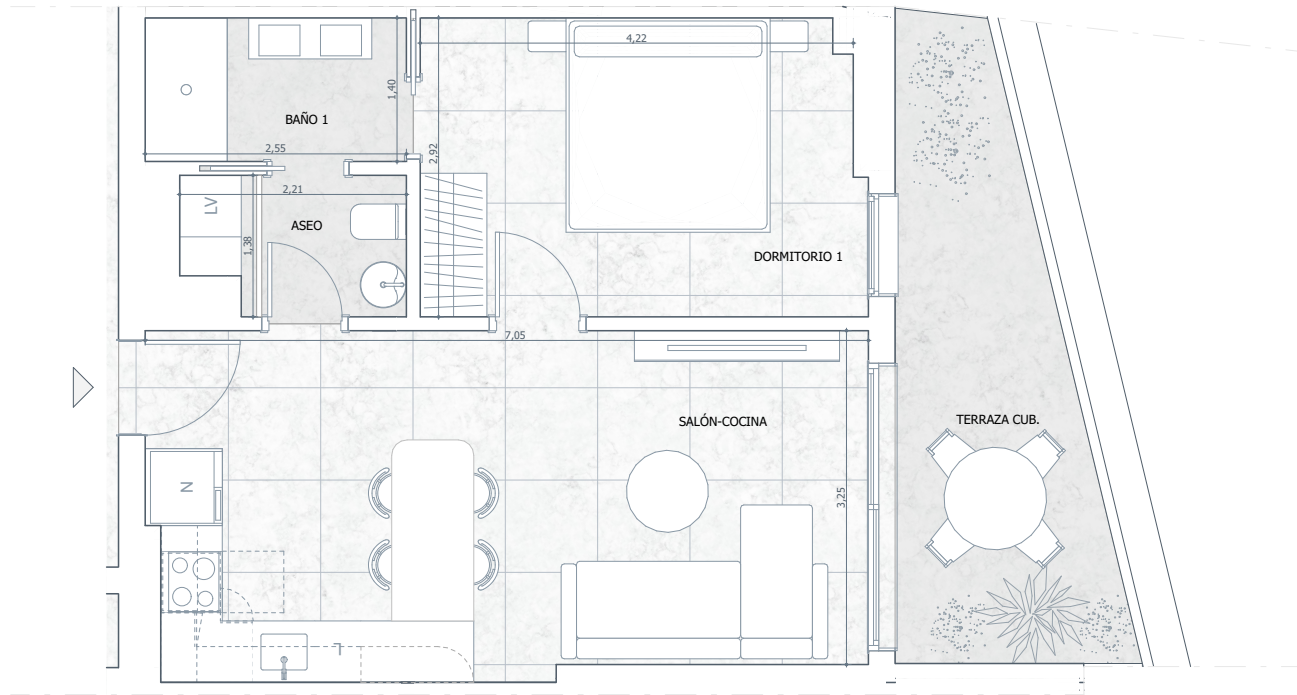 4,22
1,40
BAÑO 1
2,55
2,92
2,21
LV
ASEO
1,38
DORMITORIO 1
7,05
SALÓN-COCINA
TERRAZA CUB.
N
3,25